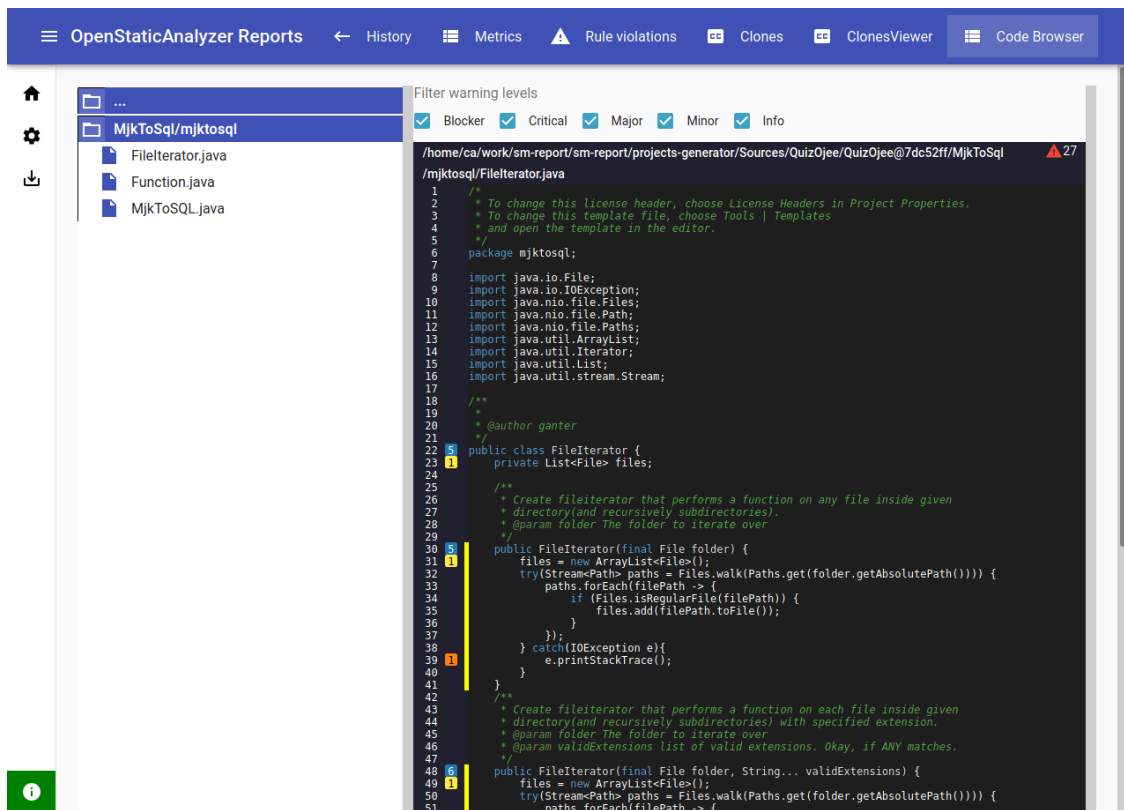 OpenStaticAnalyzer Reports History Metrics Rule violations Clones ClonesViewer Code Browser
...
MjkToSql/mjktosql
FileIterator.java
Function.java
MjkToSQL.java
Filter warning levels
Blocker Critical Major Minor Info
/home/ca/work/sm-report/sm-report/projects-generator/Sources/QuizOjee/QuizOjee@7dc52ff/MjkToSql 27
/mjktosql/FileIterator.java
1 /*
2 * To change this license header, choose License Headers in Project Properties.
3 * To change this template file, choose Tools | Templates
4 * and open the template in the editor.
5 */
6 package mjktosql;
7
8 import java.io.File;
9 import java.io.IOException;
10 import java.nio.file.Files;
11 import java.nio.file.Path;
12 import java.nio.file.Paths;
13 import java.util.ArrayList;
14 import java.util.Iterator;
15 import java.util.List;
16 import java.util.stream.Stream;
17
18 /**
19 *
20 * @author ganter
21 */
22 5 public class FileIterator {
23 1 private List<File> files;
24
25 /**
26 * Create fileiterator that performs a function on any file inside given
27 * directory(and recursively subdirectories).
28 * @param folder The folder to iterate over
29 */
30 5 public FileIterator(final File folder) {
31 1 files = new ArrayList<File>();
32 try(Stream<Path> paths = Files.walk(Paths.get(folder.getAbsolutePath()))) {
33 paths.forEach(filePath -> {
34 if (Files.isRegularFile(filePath)) {
35 files.add(filePath.toFile());
36 }
37 });
38 } catch(IOException e){
39 1 e.printStackTrace();
40 }
41 }
42 /**
43 * Create fileiterator that performs a function on each file inside given
44 * directory(and recursively subdirectories) with specified extension.
45 * @param folder The folder to iterate over
46 * @param validExtensions list of valid extensions. Okay, if ANY matches.
47 */
48 6 public FileIterator(final File folder, String... validExtensions) {
49 1 files = new ArrayList<File>();
50 try(Stream<Path> paths = Files.walk(Paths.get(folder.getAbsolutePath()))) {
51 paths.forEach(filePath -> {